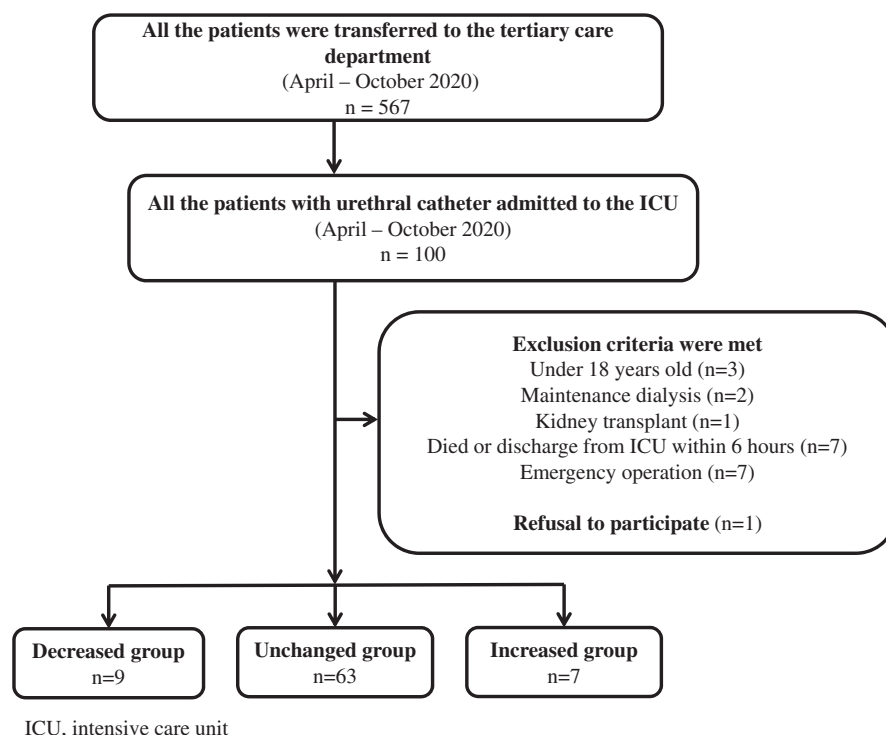 All the patients were transferred to the tertiary care
department
(April – October 2020)
n = 567
All the patients with urethral catheter admitted to the ICU
(April – October 2020)
n = 100
Exclusion criteria were met
Under 18 years old (n=3)
Maintenance dialysis (n=2)
Kidney transplant (n=1)
Died or discharge from ICU within 6 hours (n=7)
Emergency operation (n=7)
Refusal to participate (n=1)
Decreased group
n=9
Unchanged group
n=63
Increased group
n=7
ICU, intensive care unit